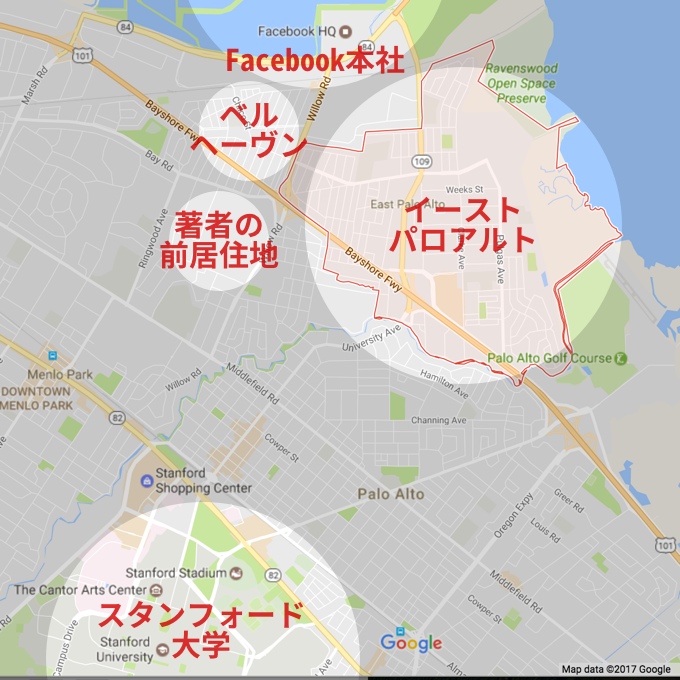 84
Facebook HQ
84
101
Facebook本社
Marsh Rd
Willow Rd
Ravenswood
Open Space
Preserve
ベル
ヘーヴン
Bayshore Fwy
Bay Rd
109
Weeks St
East Palo Alto
イースト
パロアルト
著者の
前居住地
Ringwood Ave
Bayshore Fwy
University Ave
Palo Alto Golf Course
Menlo Park
DOWNTOWN
MENLO PARK
Willow Rd
Middlefield Rd
Hamilton Ave
82
Channing Ave
Cowper St
Stanford
Shopping Center
Palo Alto
Oregon Expy
Greer Rd
Louis Rd
101
Stanford Stadium
82
The Cantor Arts Center
Middlefield Rd
スタンフォード
大学
Cowper St
Campus Drive
Stanford
University
Google
Map data ©2017 Google